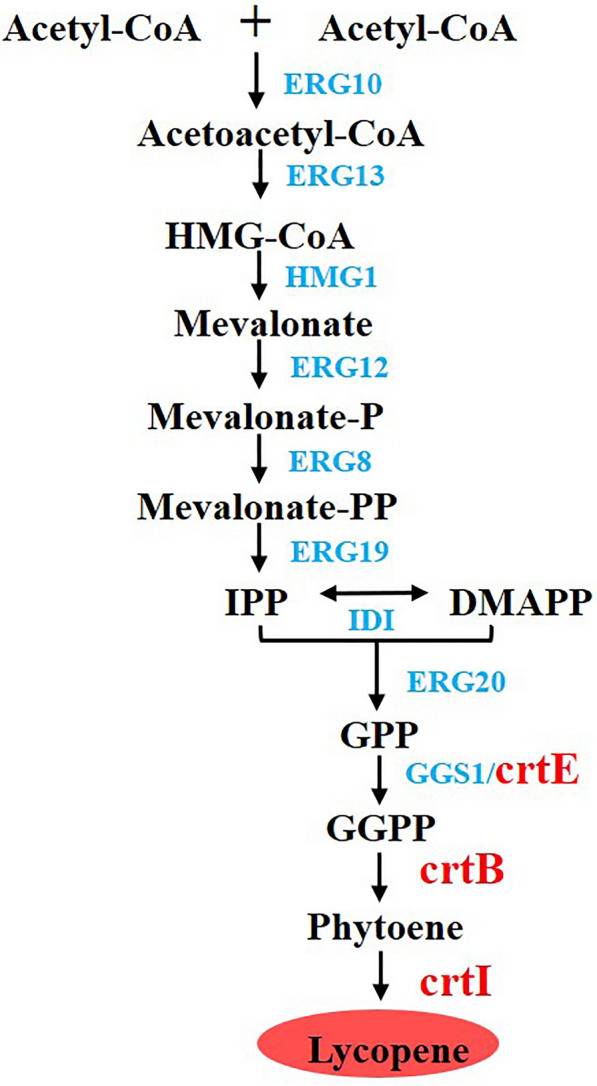 Acetyl-CoA + Acetyl-CoA
ERG10
Acetoacetyl-CoA
ERG13
HMG-CoA
HMG1
Mevalonate
ERG12
Mevalonate-P
ERG8
Mevalonate-PP
ERG19
IPP DMAPP
IDI
ERG20
GPP
GGS1/crtE
GGPP
crtB
Phytoene
crtI
Lycopene